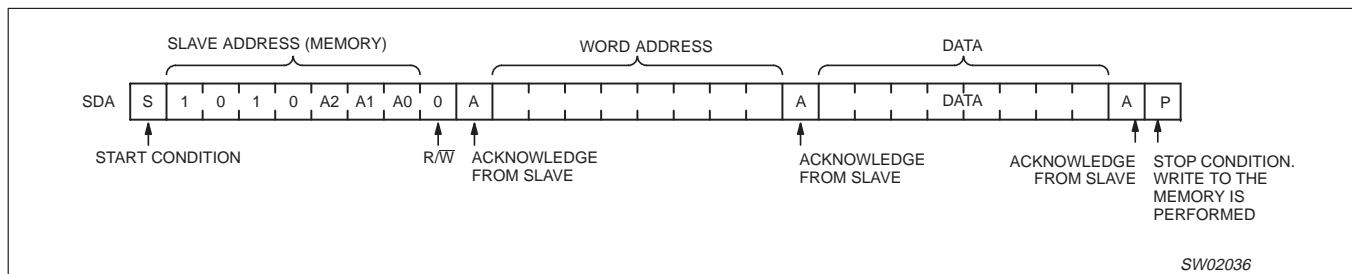 SLAVE ADDRESS (MEMORY) WORD ADDRESS DATA
SDA S 1 0 1 0 A2 A1 A0 0 A A DATA A P
START CONDITION
R/W̅
ACKNOWLEDGE
FROM SLAVE
ACKNOWLEDGE
FROM SLAVE
ACKNOWLEDGE
FROM SLAVE
STOP CONDITION.
WRITE TO THE
MEMORY IS
PERFORMED
SW02036